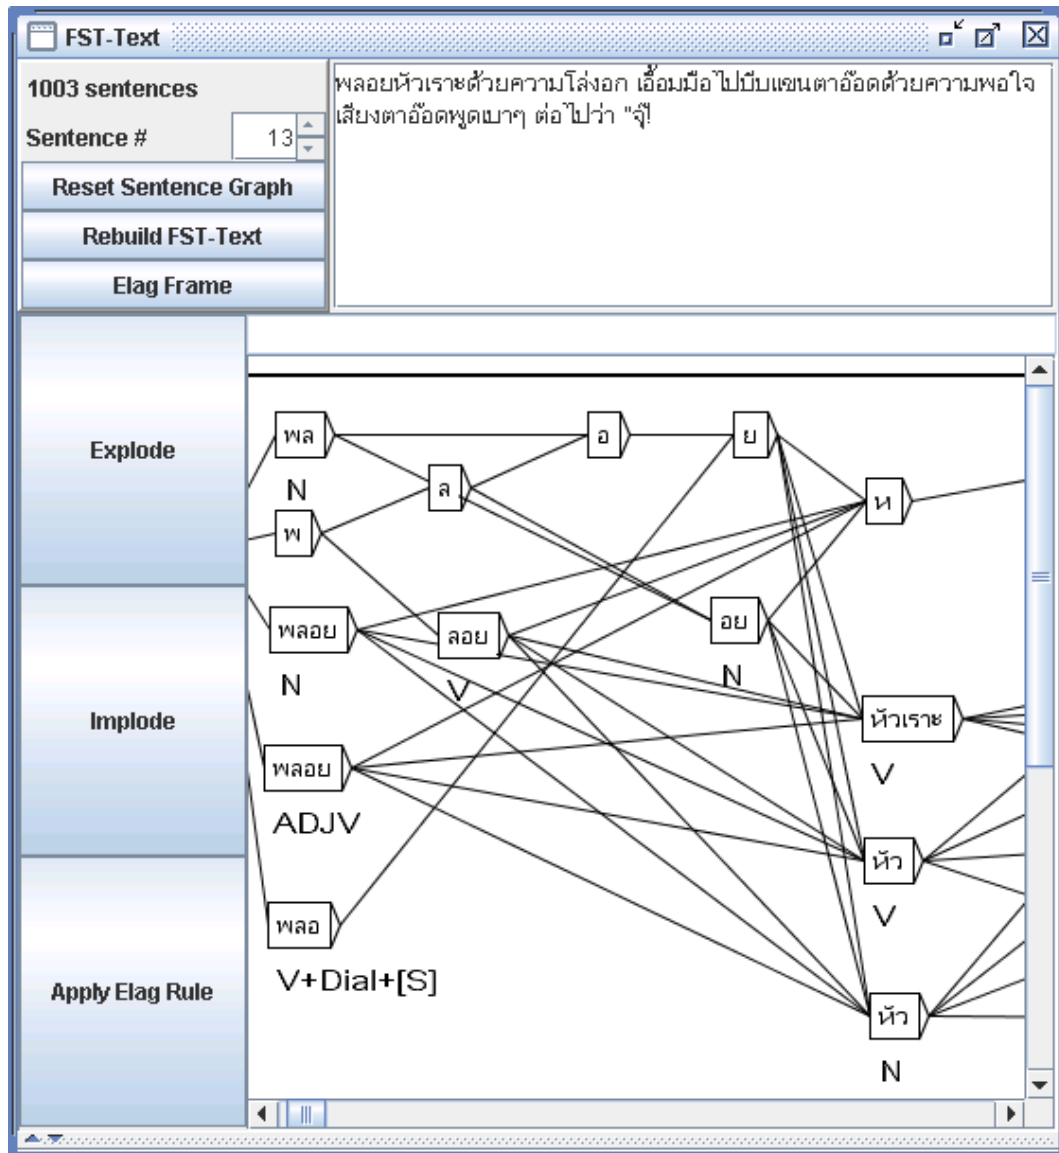 FST-Text
1003 sentences
Sentence #
13
Reset Sentence Graph
Rebuild FST-Text
Elag Frame
พลอยหัวเราะด้วยความโล่งอก เอื้อมมือไปบีบแขนตาอ๊อดด้วยความพอใจ
เสียงตาอ๊อดพูดเบาๆ ต่อไปว่า "จุ๊!
Explode
Implode
Apply Elag Rule
พล
N
ล
อ
ย
ห
พ
พลอย
N
ลอย
V
อย
N
หัวเราะ
V
พลอย
ADJV
หัว
V
พลอ
V+Dial+[S]
หัว
N